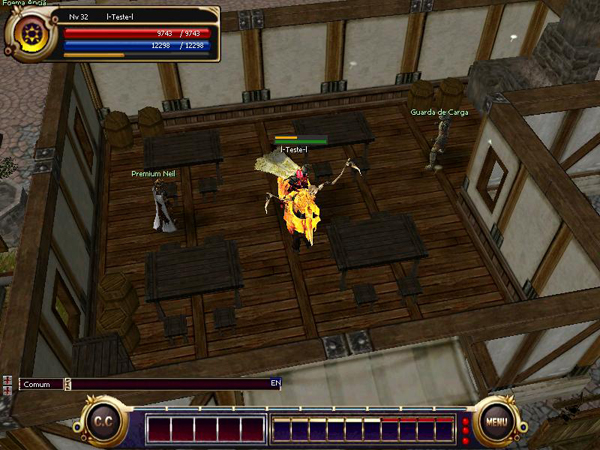 Nv 32 l-Teste-l
9743 / 9743
12298 / 12298
Guarda de Carga
l-Teste-l
Premium Neil
Comum
EN
C.C
MENU